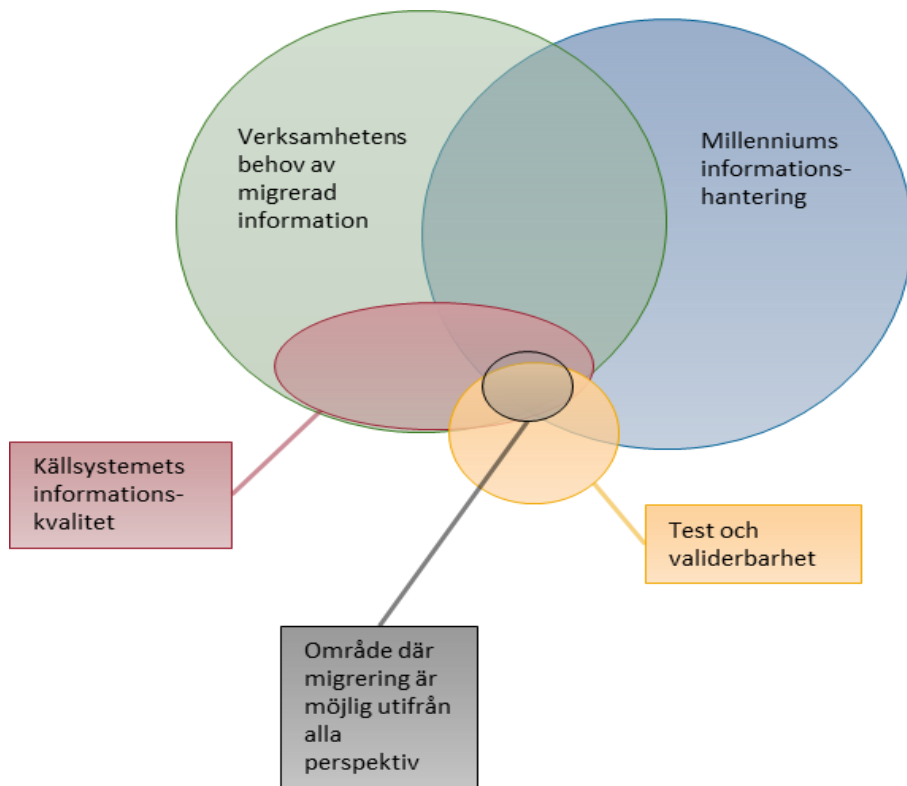 Verksamhetens
behov av
migrerad
information
Millenniums
informations-
hantering
Källsystemets
informations-
kvalitet
Test och
validerbarhet
Område där
migrering är
möjlig utifrån
alla
perspektiv